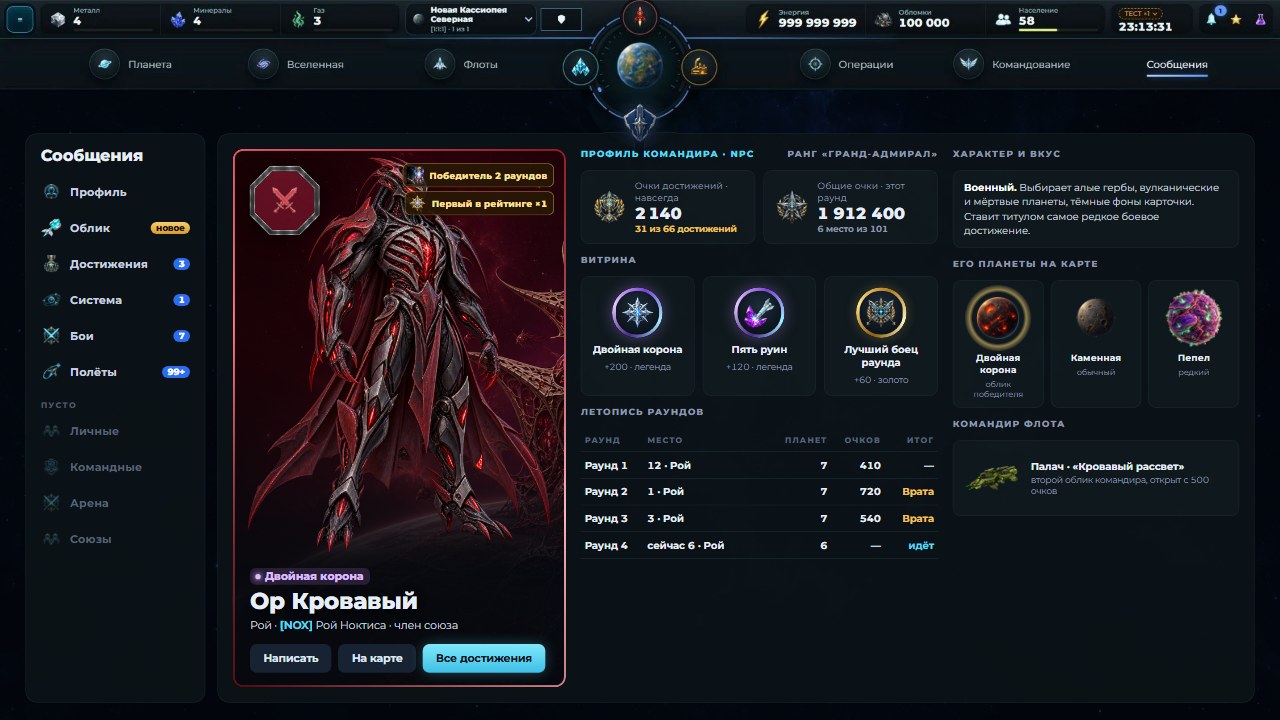 Металл
4
Минералы
4
Газ
3
Новая Кассиопея
Северная
Энергия
999 999 999
Обломки
100 000
Население
58
ТЕСТ ×1
23:13:31
1
Планета
Вселенная
Флоты
Операции
Командование
Сообщения
Сообщения
Профиль
Облик
новое
Достижения
3
Система
1
Бои
7
Полёты
99+
ПУСТО
Личные
Командные
Арена
Союзы
Победитель 2 раундов
Первый в рейтинге ×1
Двойная корона
Ор Кровавый
Рой · [NOX] Рой Ноктиса · член союза
Написать
На карте
Все достижения
ПРОФИЛЬ КОМАНДИРА · NPC
РАНГ «ГРАНД-АДМИРАЛ»
Очки достижений ·
навсегда
2 140
31 из 66 достижений
Общие очки · этот
раунд
1 912 400
6 место из 101
ВИТРИНА
Двойная корона
+200 · легенда
Пять руин
+120 · легенда
Лучший боец
раунда
+60 · золото
ЛЕТОПИСЬ РАУНДОВ
РАУНД МЕСТО ПЛАНЕТ ОЧКОВ ИТОГ
Раунд 1 12 · Рой 7 410 —
Раунд 2 1 · Рой 7 720 Врата
Раунд 3 3 · Рой 7 540 Врата
Раунд 4 сейчас 6 · Рой 6 — идёт
ХАРАКТЕР И ВКУС
Военный. Выбирает алые гербы, вулканические
и мёртвые планеты, тёмные фоны карточки.
Ставит титулом самое редкое боевое
достижение.
ЕГО ПЛАНЕТЫ НА КАРТЕ
Двойная
корона
облик
победителя
Каменная
обычный
Пепел
редкий
КОМАНДИР ФЛОТА
Палач · «Кровавый рассвет»
второй облик командира, открыт с 500
очков